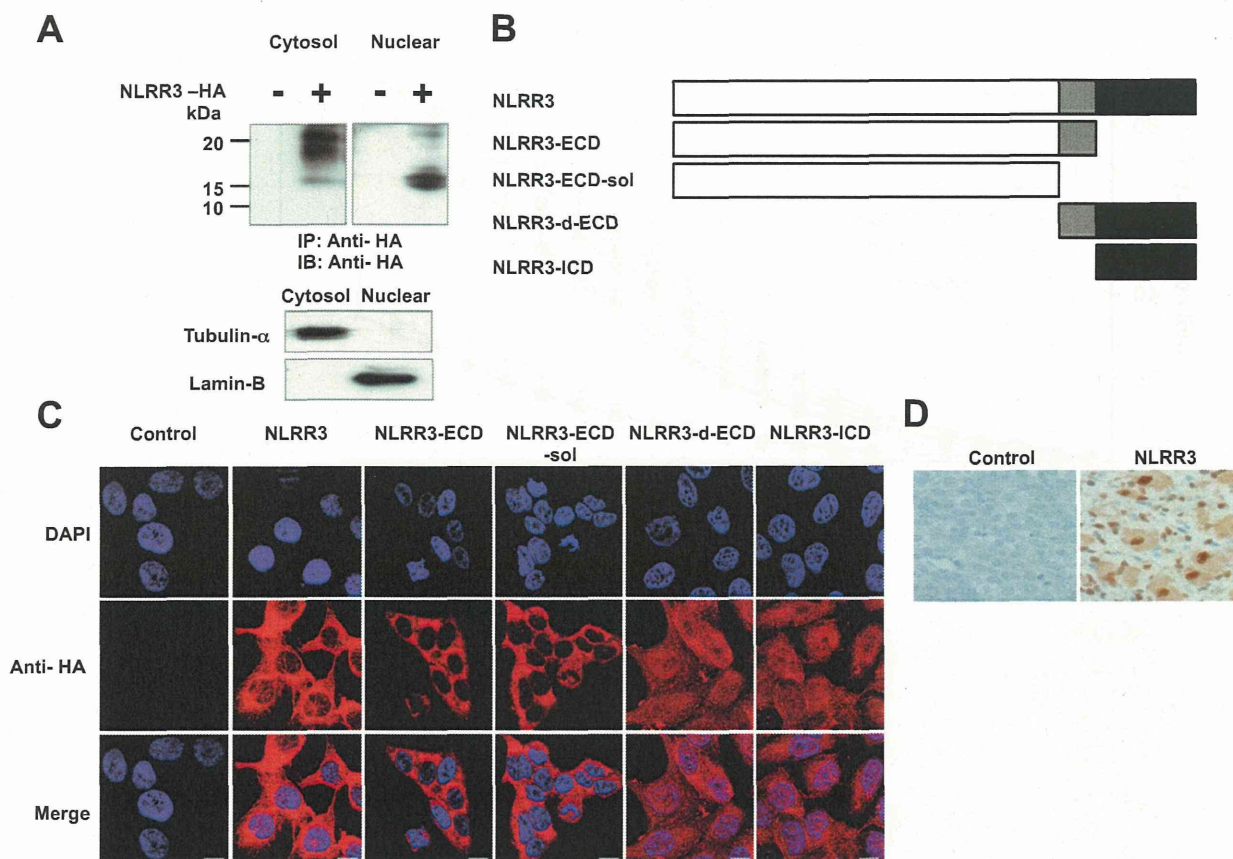 A
Cytosol Nuclear
NLRR3 –HA - + - +
kDa
20
15
10
IP: Anti- HA
IB: Anti- HA
Cytosol Nuclear
Tubulin-α
Lamin-B
B
NLRR3
NLRR3-ECD
NLRR3-ECD-sol
NLRR3-d-ECD
NLRR3-ICD
C
Control NLRR3 NLRR3-ECD NLRR3-ECD NLRR3-d-ECD NLRR3-ICD
-sol
DAPI
Anti- HA
Merge
D
Control NLRR3